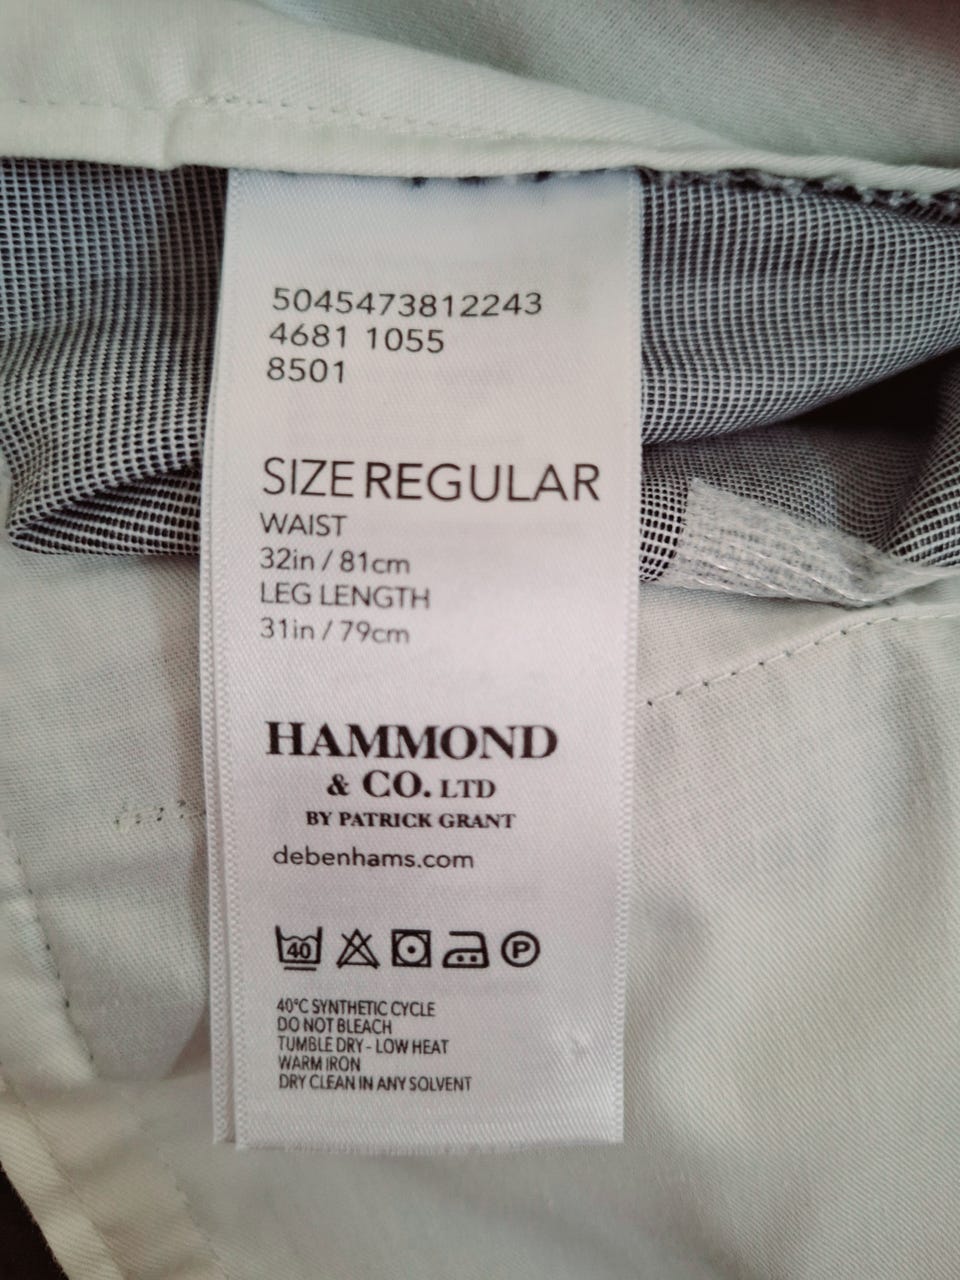 5045473812243
4681 1055
8501
SIZE REGULAR
WAIST
32in / 81cm
LEG LENGTH
31in / 79cm
HAMMOND
& CO. LTD
BY PATRICK GRANT
debenhams.com
40 P
40°C SYNTHETIC CYCLE
DO NOT BLEACH
TUMBLE DRY - LOW HEAT
WARM IRON
DRY CLEAN IN ANY SOLVENT